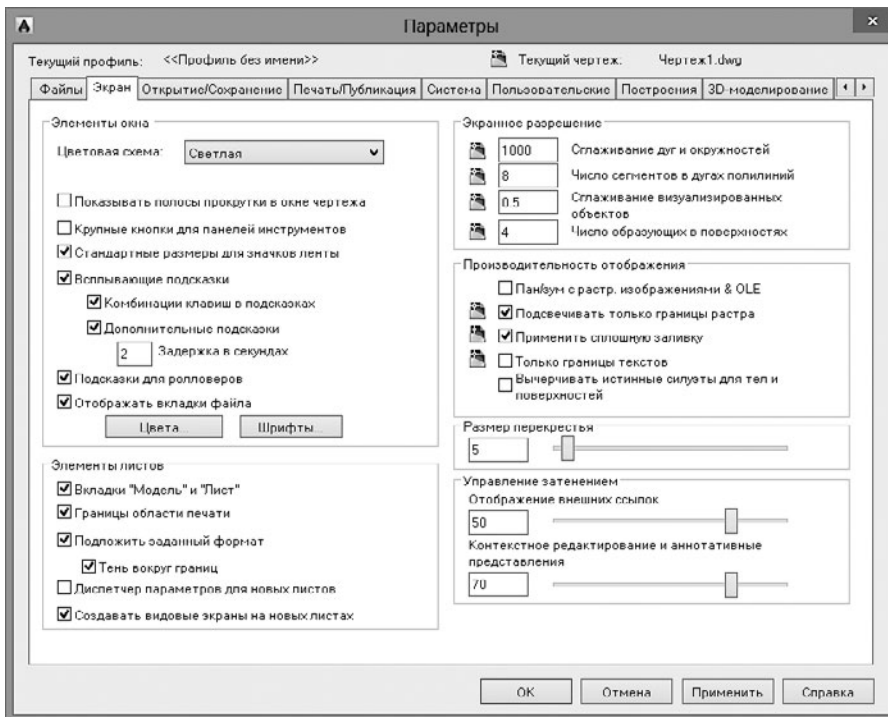 Параметры
Текущий профиль: <<Профиль без имени>> Текущий чертеж: Чертеж1.dwg
Файлы Экран Открытие/Сохранение Печать/Публикация Система Пользовательские Построения 3D-моделирование
Элементы окна
Цветовая схема: Светлая
Показывать полосы прокрутки в окне чертежа
Крупные кнопки для панелей инструментов
Стандартные размеры для значков ленты
Всплывающие подсказки
Комбинации клавиш в подсказках
Дополнительные подсказки
2 Задержка в секундах
Подсказки для ролловеров
Отображать вкладки файла
Цвета... Шрифты...
Элементы листов
Вкладки "Модель" и "Лист"
Границы области печати
Подложить заданный формат
Тень вокруг границ
Диспетчер параметров для новых листов
Создавать видовые экраны на новых листах
Экранное разрешение
1000 Сглаживание дуг и окружностей
8 Число сегментов в дугах полилиний
0.5 Сглаживание визуализированных
объектов
4 Число образующих в поверхностях
Производительность отображения
Пан/зум с растр. изображениями & OLE
Подсвечивать только границы растра
Применить сплошную заливку
Только границы текстов
Вычерчивать истинные силуэты для тел и
поверхностей
Размер перекрестья
5
Управление затенением
Отображение внешних ссылок
50
Контекстное редактирование и аннотативные
представления
70
OK Отмена Применить Справка